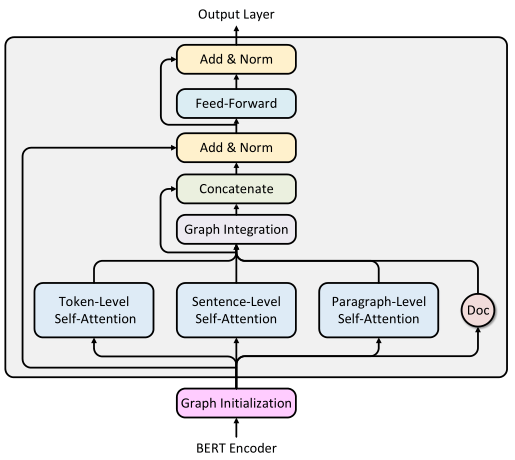 Output Layer
Add & Norm
Feed-Forward
Add & Norm
Concatenate
Graph Integration
Token-Level
Self-Attention
Sentence-Level
Self-Attention
Paragraph-Level
Self-Attention
Doc
Graph Initialization
BERT Encoder